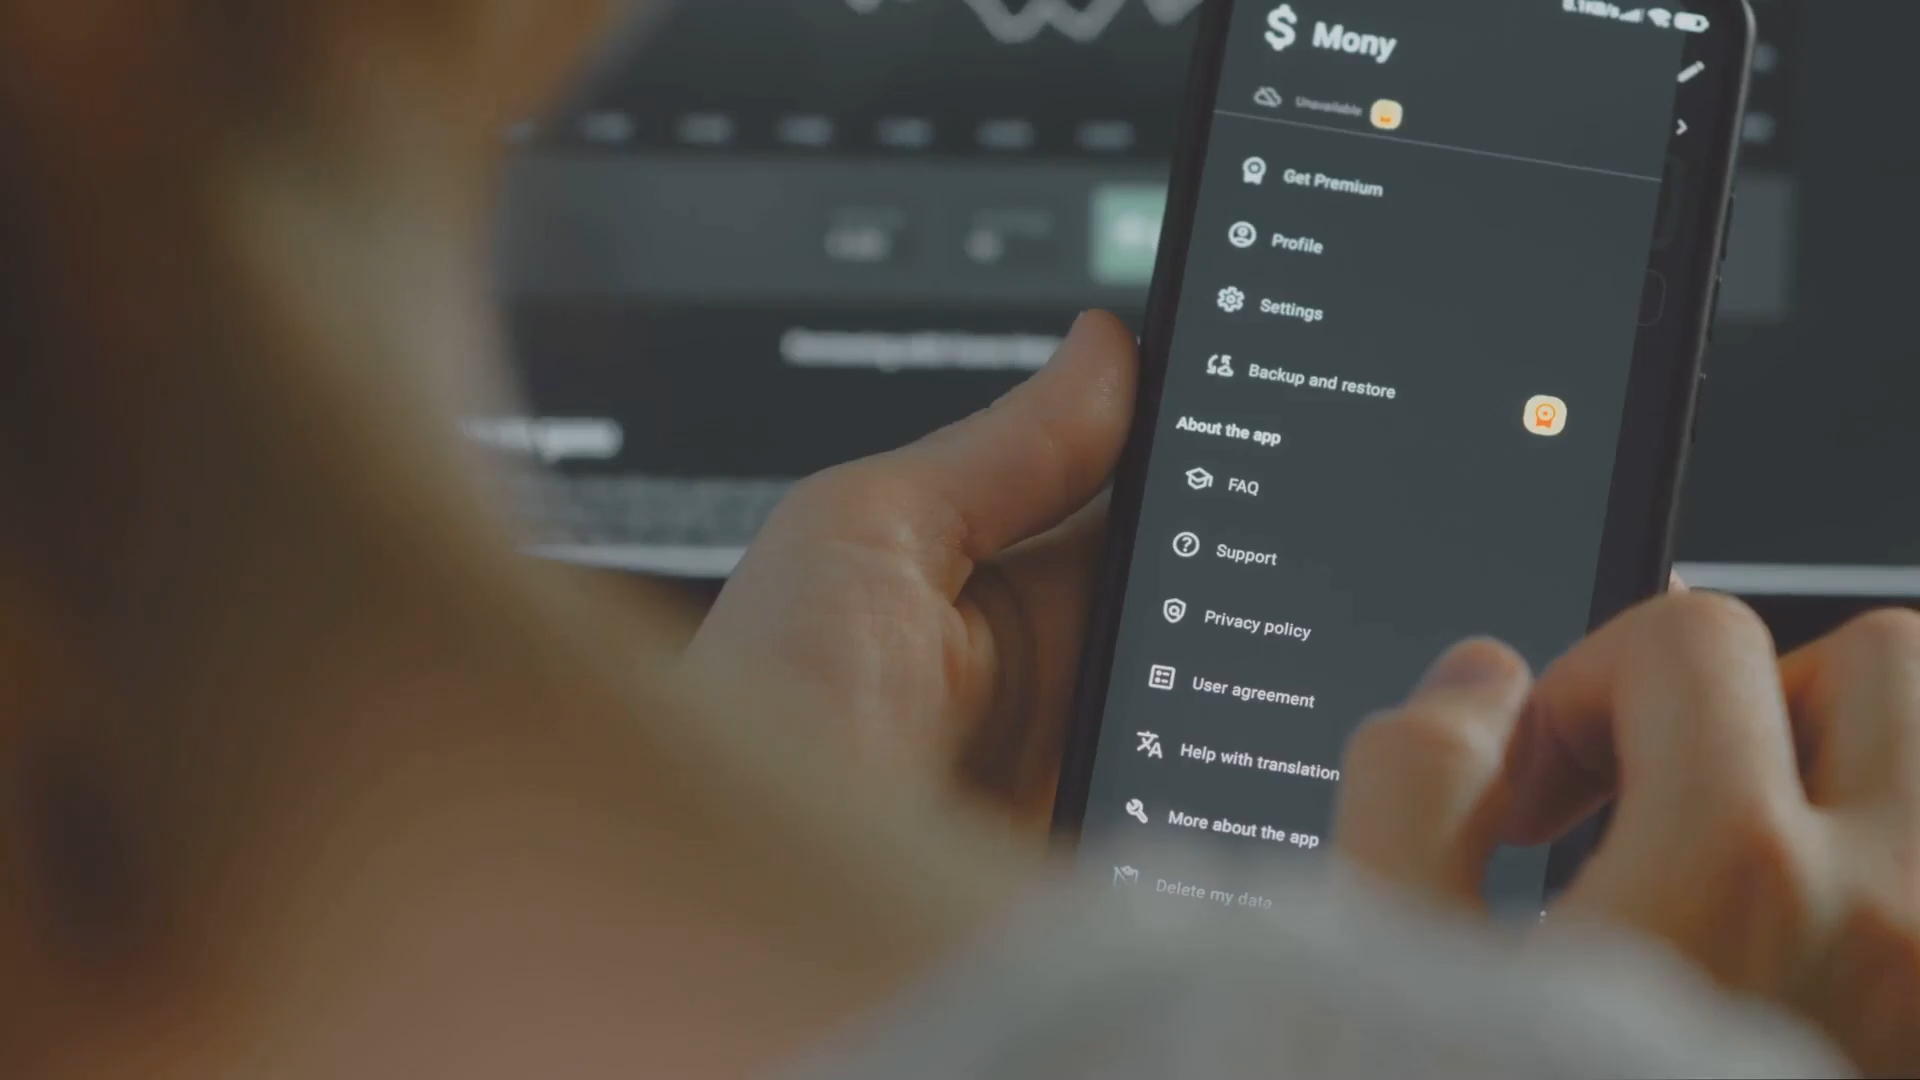 $ Mony
Unavailable
Get Premium
Profile
Settings
Backup and restore
About the app
FAQ
Support
Privacy policy
User agreement
Help with translation
More about the app
Delete my data